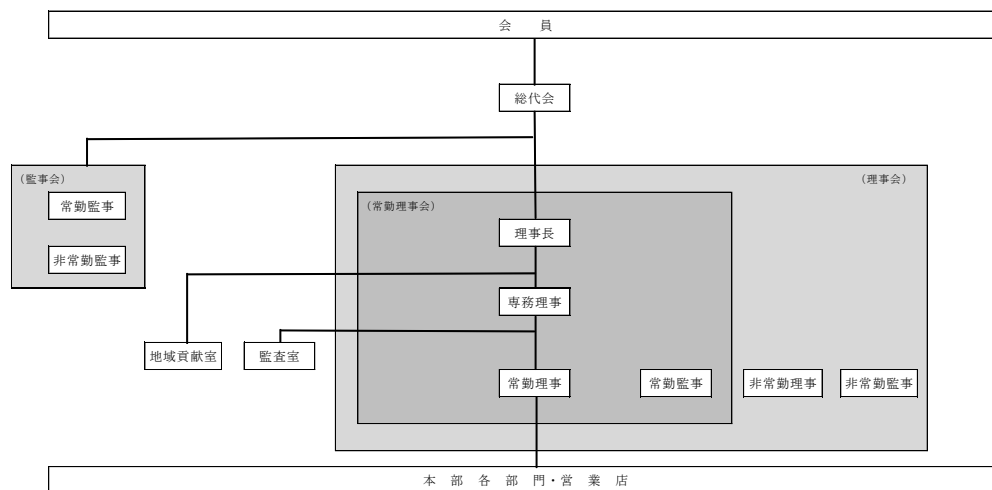 会 員
総代会
（監事会）
常勤監事
非常勤監事
（理事会）
（常勤理事会）
理事長
専務理事
地域貢献室
監査室
常勤理事
常勤監事
非常勤理事
非常勤監事
本 部 各 部 門・営 業 店